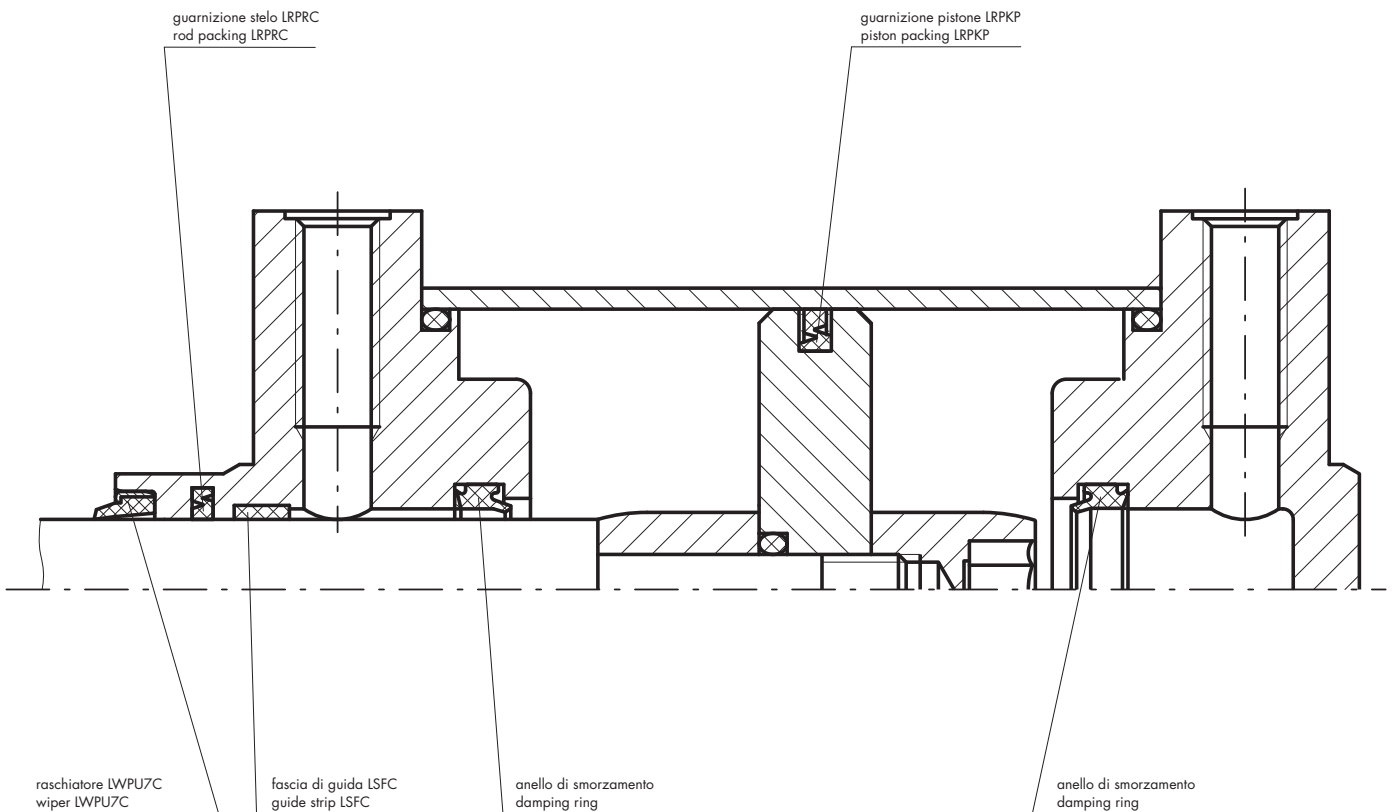 guarnizione stelo LRPRC
rod packing LRPRC
guarnizione pistone LRPKP
piston packing LRPKP
raschiatore LWPU7C
wiper LWPU7C
fascia di guida LSFC
guide strip LSFC
anello di smorzamento
damping ring
anello di smorzamento
damping ring